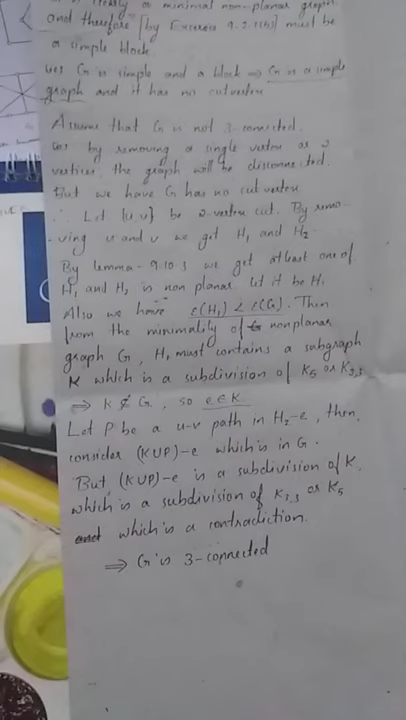 is clearly a minimal non-planar graph
and therefore [by Exercise 9.2.1(b)] must be
a simple block
G is simple and a block ⟹ G is a simple
graph and it has no cutvertex
Assume that G is not 3-connected.
by removing a single vertex or 2
vertices, the graph will be disconnected.
But we have G has no cut vertex
∴ Let {u, v} be 2-vertex cut. By remo-
-ving u and v we get H₁ and H₂.
By lemma-9.10.3 we get atleast one of
H₁ and H₂ is non planar let it be H₁
Also we have ε(H₁) < ε(G). Then
from the minimality of nonplanar
graph G, H₁ must contains a subgraph
K which is a subdivision of K₅ or K₃,₃
⟹ K ⊄ G, so e ∈ K
Let P be a u-v path in H₂-e, then
consider (K∪P)-e which is in G.
But, (K∪P)-e is a subdivision of K,
which is a subdivision of K₃,₃ or K₅
and which is a contradiction.
⟹ G is 3-connected